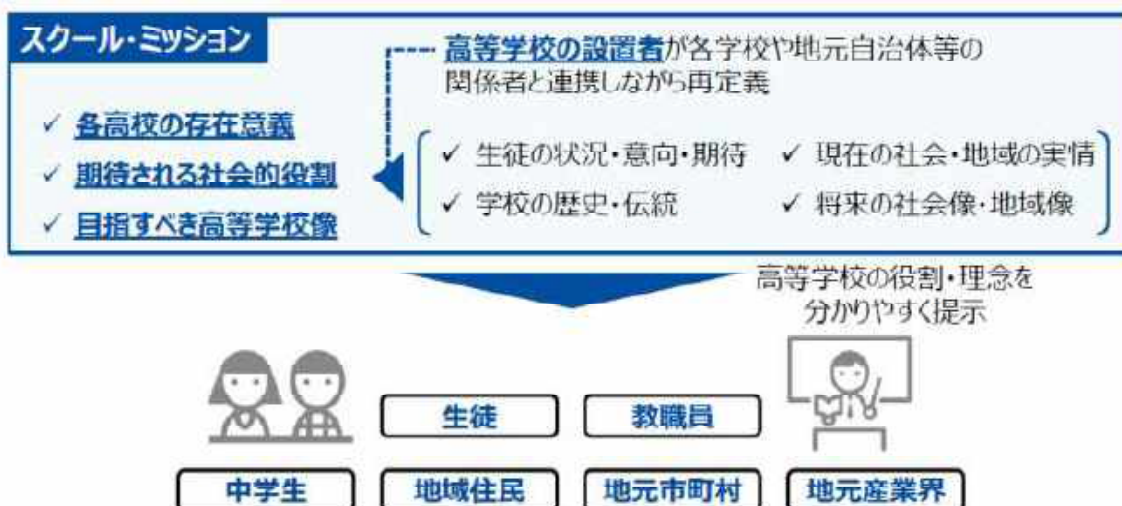 スクール・ミッション
✓ 各高校の存在意義
✓ 期待される社会的役割
✓ 目指すべき高等学校像
高等学校の設置者が各学校や地元自治体等の
関係者と連携しながら再定義
✓ 生徒の状況・意向・期待 ✓ 現在の社会・地域の実情
✓ 学校の歴史・伝統 ✓ 将来の社会像・地域像
高等学校の役割・理念を
分かりやすく提示
生徒 教職員
中学生 地域住民 地元市町村 地元産業界